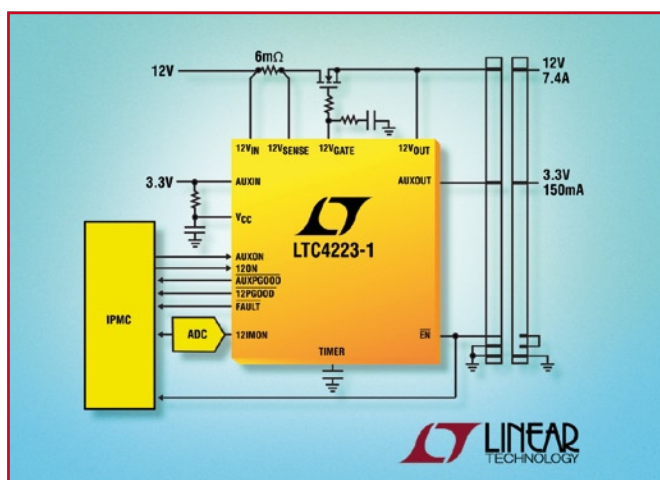 6mΩ
12V
12V
7.4A
12VIN
12VSENSE
12VGATE
12VOUT
3.3V
AUXIN
AUXOUT
3.3V
150mA
VCC
LTC4223-1
AUXON
12ON
AUXPGOOD
12PGOOD
FAULT
IPMC
ADC
12IMON
EN
TIMER
LINEAR
TECHNOLOGY